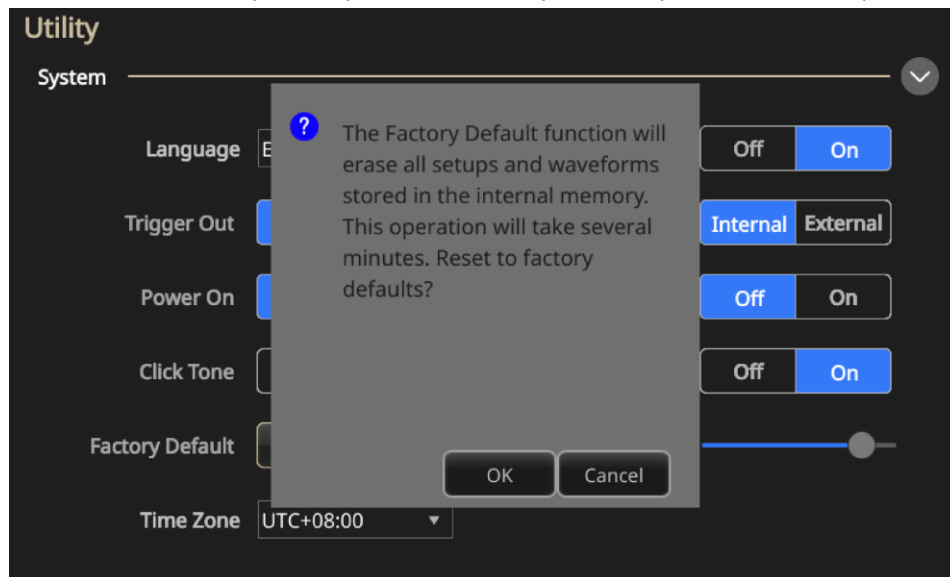 Utility
System
Language E Off On
? The Factory Default function will
erase all setups and waveforms
stored in the internal memory.
This operation will take several
minutes. Reset to factory
defaults?
Trigger Out Internal External
Power On Off On
Click Tone Off On
Factory Default
OK Cancel
Time Zone UTC+08:00